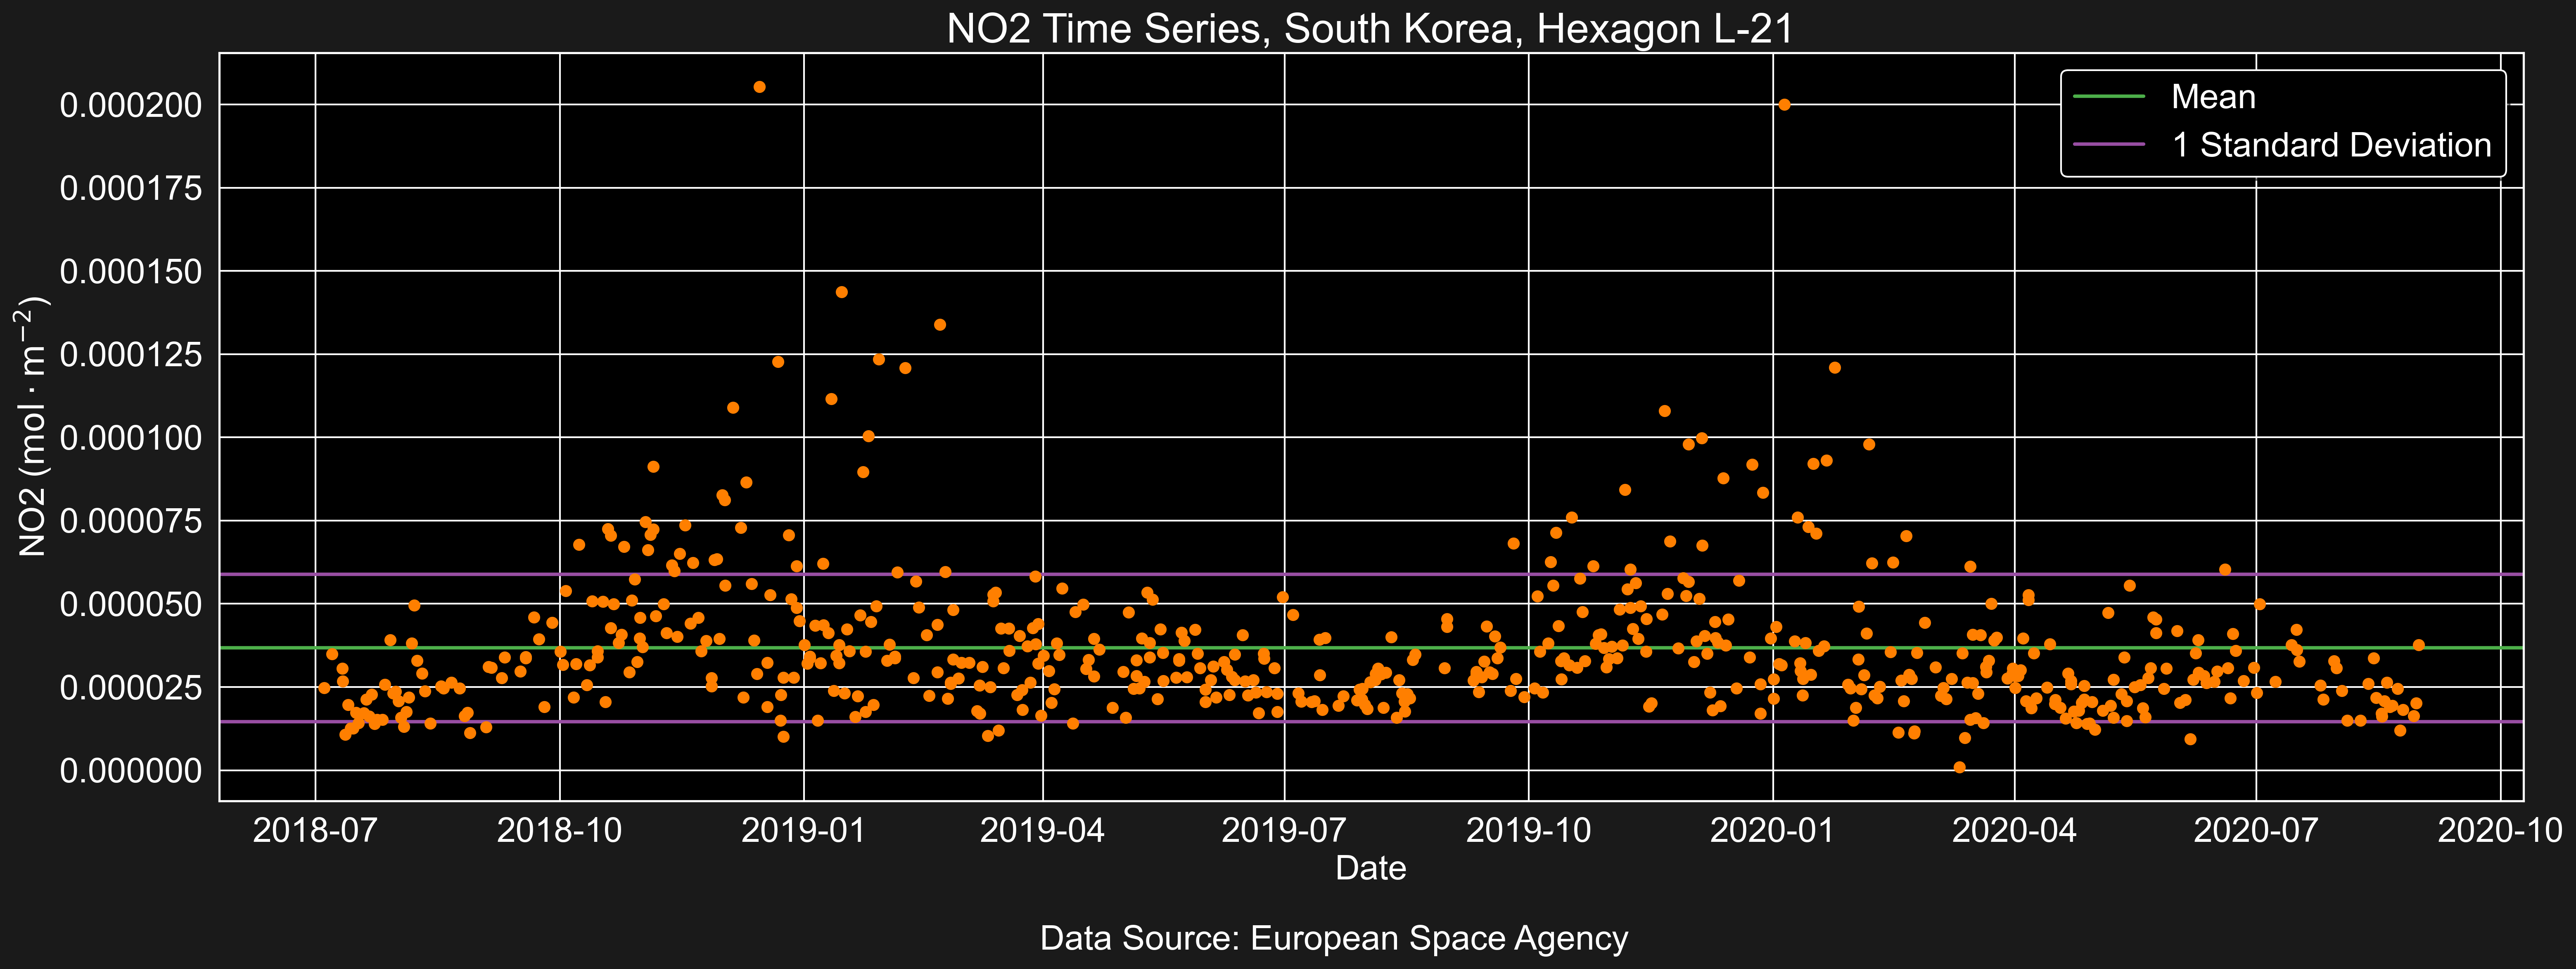 NO2 Time Series, South Korea, Hexagon L-21
Mean
1 Standard Deviation
NO2 (mol · m⁻²)
0.000200
0.000175
0.000150
0.000125
0.000100
0.000075
0.000050
0.000025
0.000000
2018-07 2018-10 2019-01 2019-04 2019-07 2019-10 2020-01 2020-04 2020-07 2020-10
Date
Data Source: European Space Agency